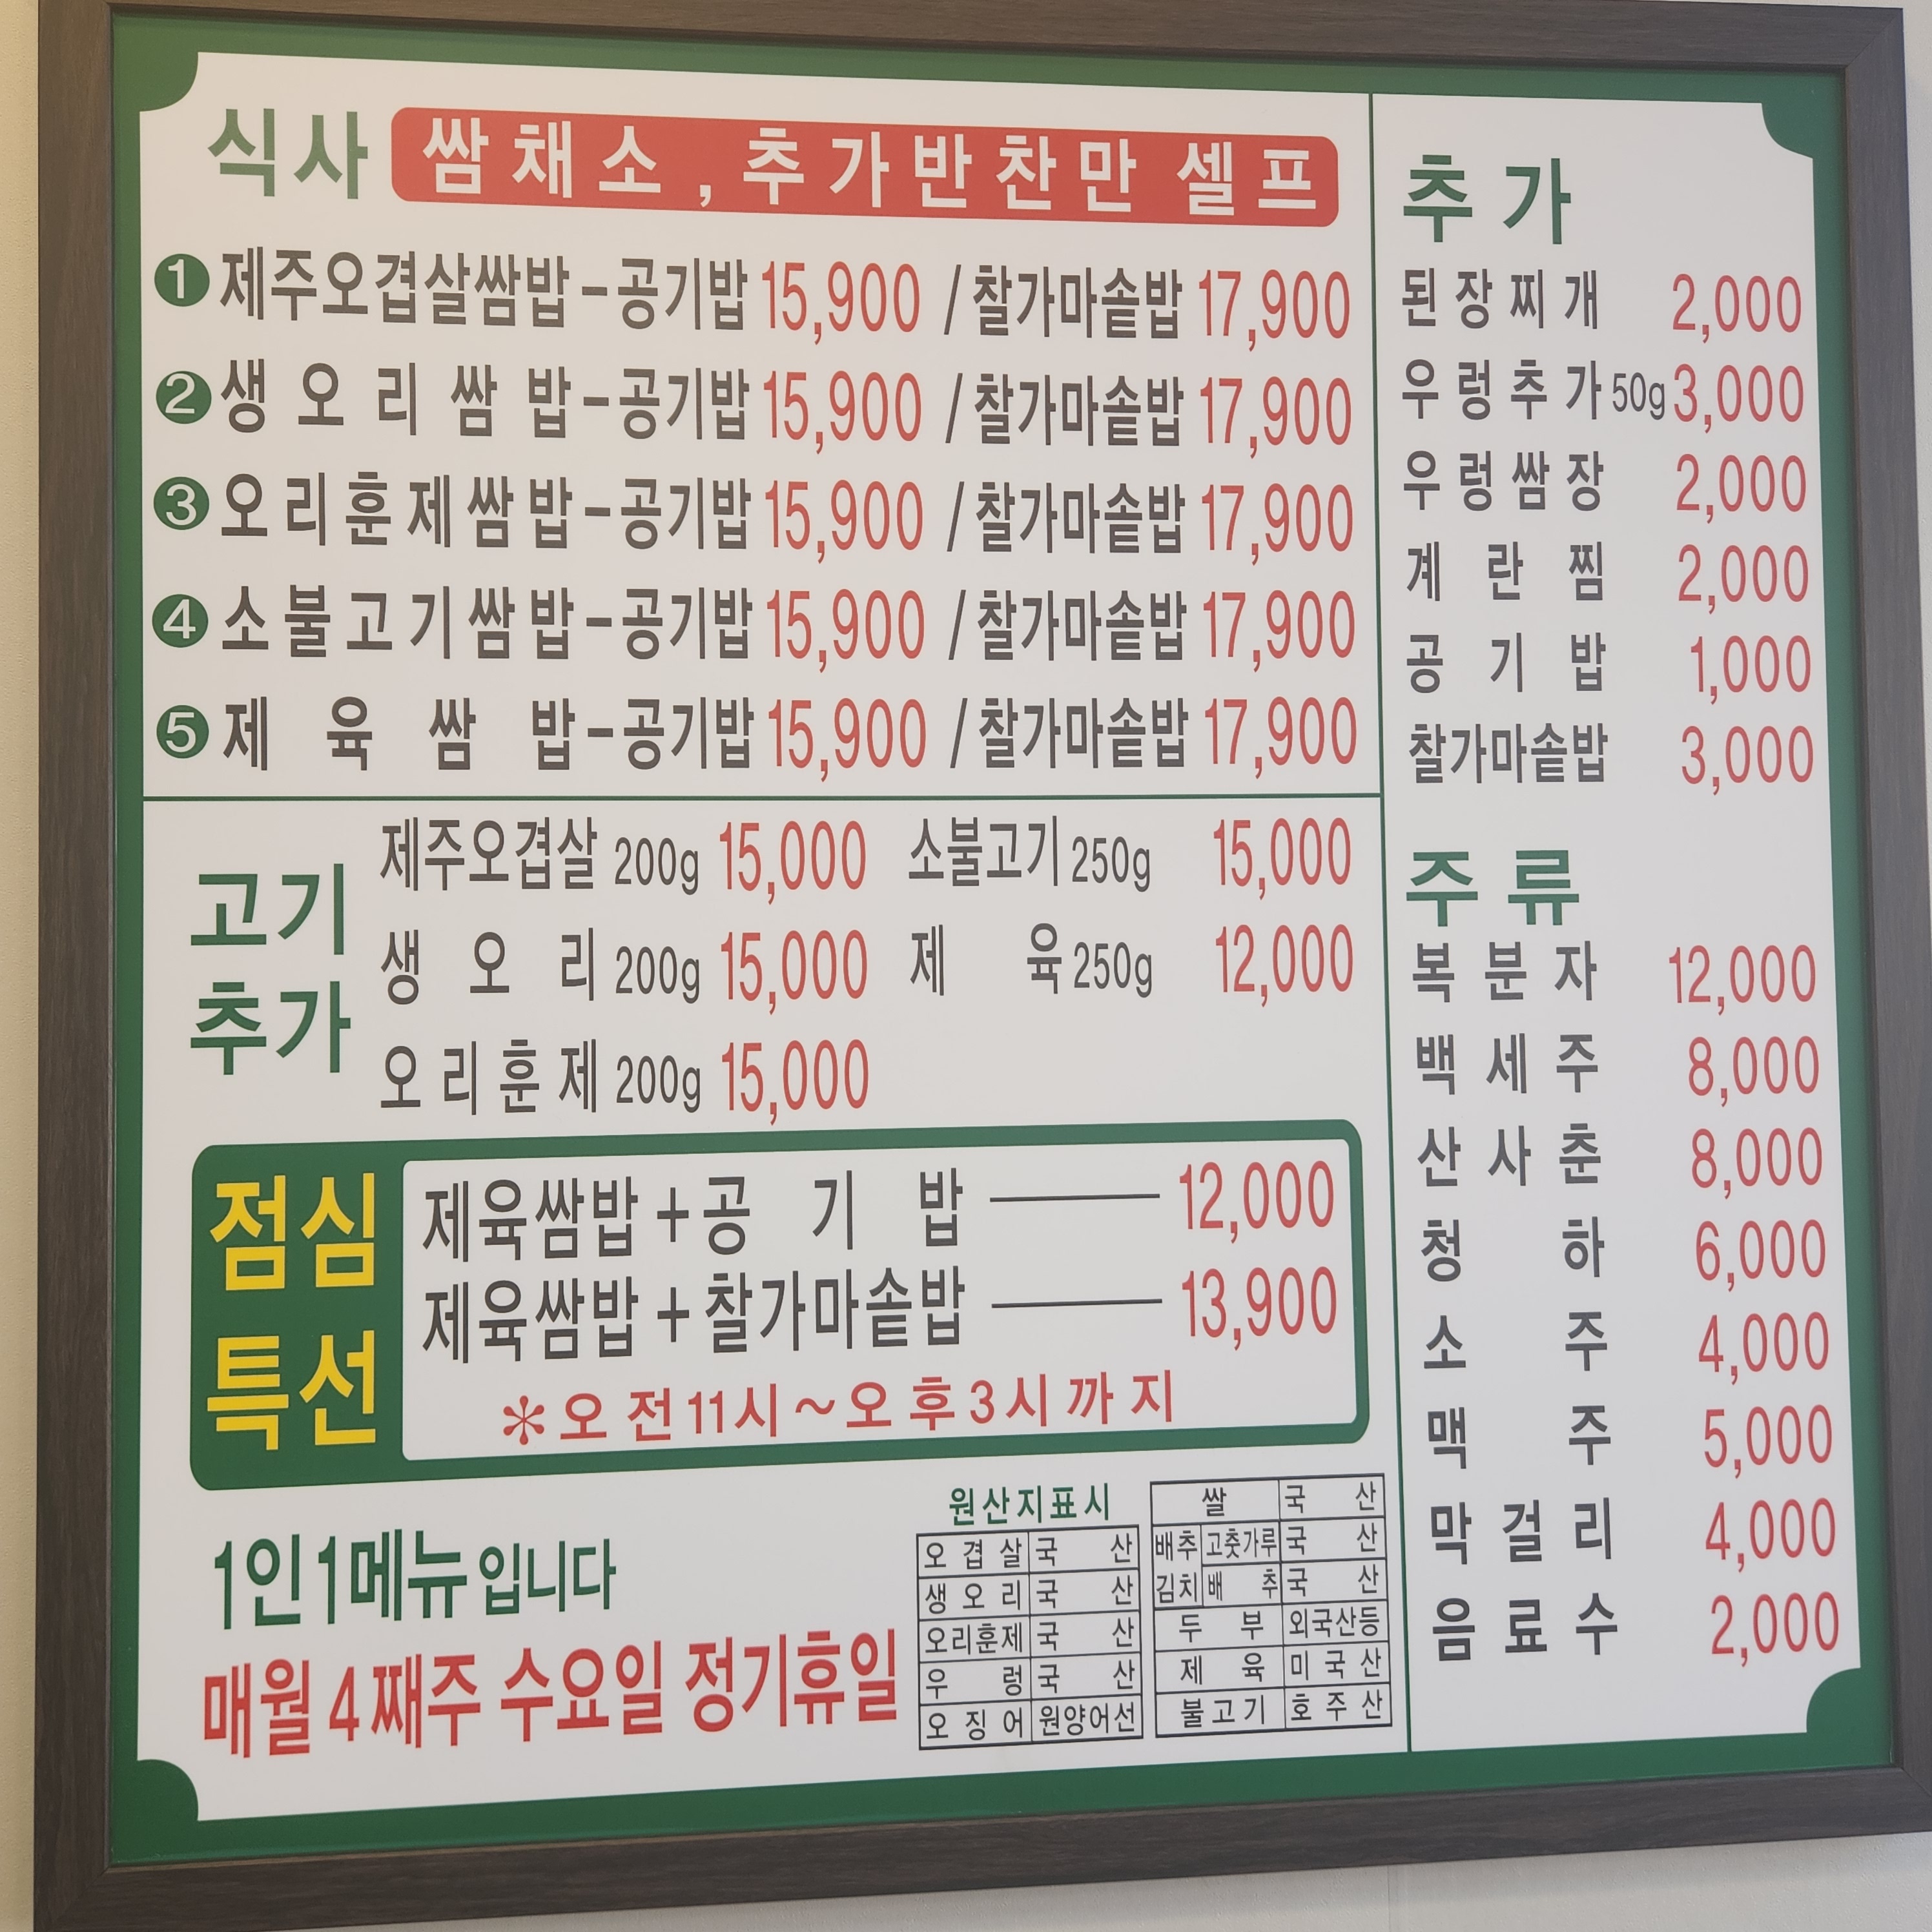 식사 쌈채소, 추가반찬만 셀프
❶ 제주오겹살쌈밥-공기밥 15,900 / 찰가마솥밥 17,900
❷ 생오리쌈밥-공기밥 15,900 / 찰가마솥밥 17,900
❸ 오리훈제쌈밥-공기밥 15,900 / 찰가마솥밥 17,900
❹ 소불고기쌈밥-공기밥 15,900 / 찰가마솥밥 17,900
❺ 제육쌈밥-공기밥 15,900 / 찰가마솥밥 17,900
고기
추가
제주오겹살 200g 15,000 소불고기 250g 15,000
생오리 200g 15,000 제육 250g 12,000
오리훈제 200g 15,000
점심
특선
제육쌈밥+공기밥 12,000
제육쌈밥+찰가마솥밥 13,900
✻오전11시~오후3시까지
1인1메뉴입니다
매월 4째주 수요일 정기휴일
원산지표시
오겹살 국산
생오리 국산
오리훈제 국산
우렁 국산
오징어 원양어선
쌀 국산
배추김치 고춧가루 국산
배추 국산
두부 외국산등
제육 미국산
불고기 호주산
추가
된장찌개 2,000
우렁추가 50g 3,000
우렁쌈장 2,000
계란찜 2,000
공기밥 1,000
찰가마솥밥 3,000
주류
복분자 12,000
백세주 8,000
산사춘 8,000
청하 6,000
소주 4,000
맥주 5,000
막걸리 4,000
음료수 2,000